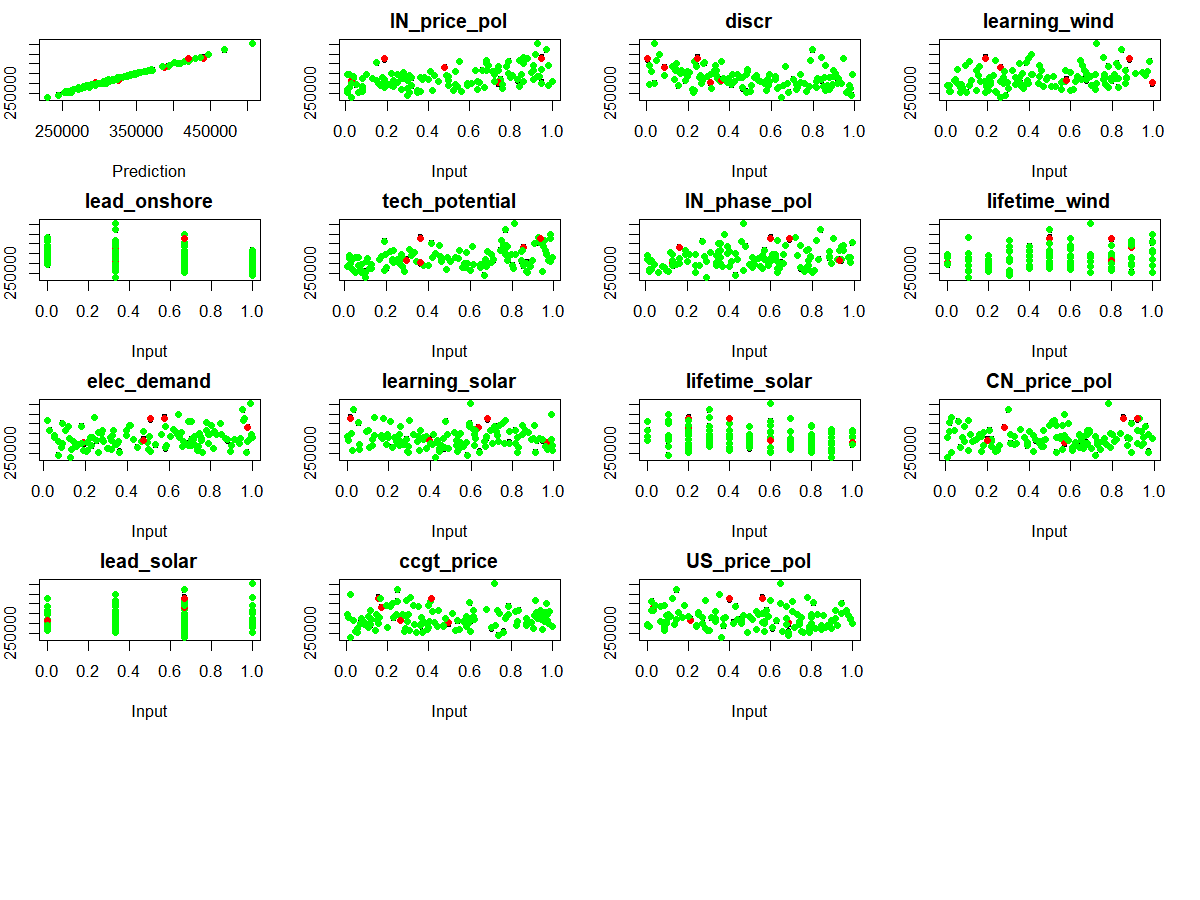 IN_price_pol discr learning_wind
250000 250000 250000 250000
250000 350000 450000 0.0 0.2 0.4 0.6 0.8 1.0 0.0 0.2 0.4 0.6 0.8 1.0 0.0 0.2 0.4 0.6 0.8 1.0
Prediction Input Input Input
lead_onshore tech_potential IN_phase_pol lifetime_wind
250000 250000 250000 250000
0.0 0.2 0.4 0.6 0.8 1.0 0.0 0.2 0.4 0.6 0.8 1.0 0.0 0.2 0.4 0.6 0.8 1.0 0.0 0.2 0.4 0.6 0.8 1.0
Input Input Input Input
elec_demand learning_solar lifetime_solar CN_price_pol
250000 250000 250000 250000
0.0 0.2 0.4 0.6 0.8 1.0 0.0 0.2 0.4 0.6 0.8 1.0 0.0 0.2 0.4 0.6 0.8 1.0 0.0 0.2 0.4 0.6 0.8 1.0
Input Input Input Input
lead_solar ccgt_price US_price_pol
250000 250000 250000
0.0 0.2 0.4 0.6 0.8 1.0 0.0 0.2 0.4 0.6 0.8 1.0 0.0 0.2 0.4 0.6 0.8 1.0
Input Input Input